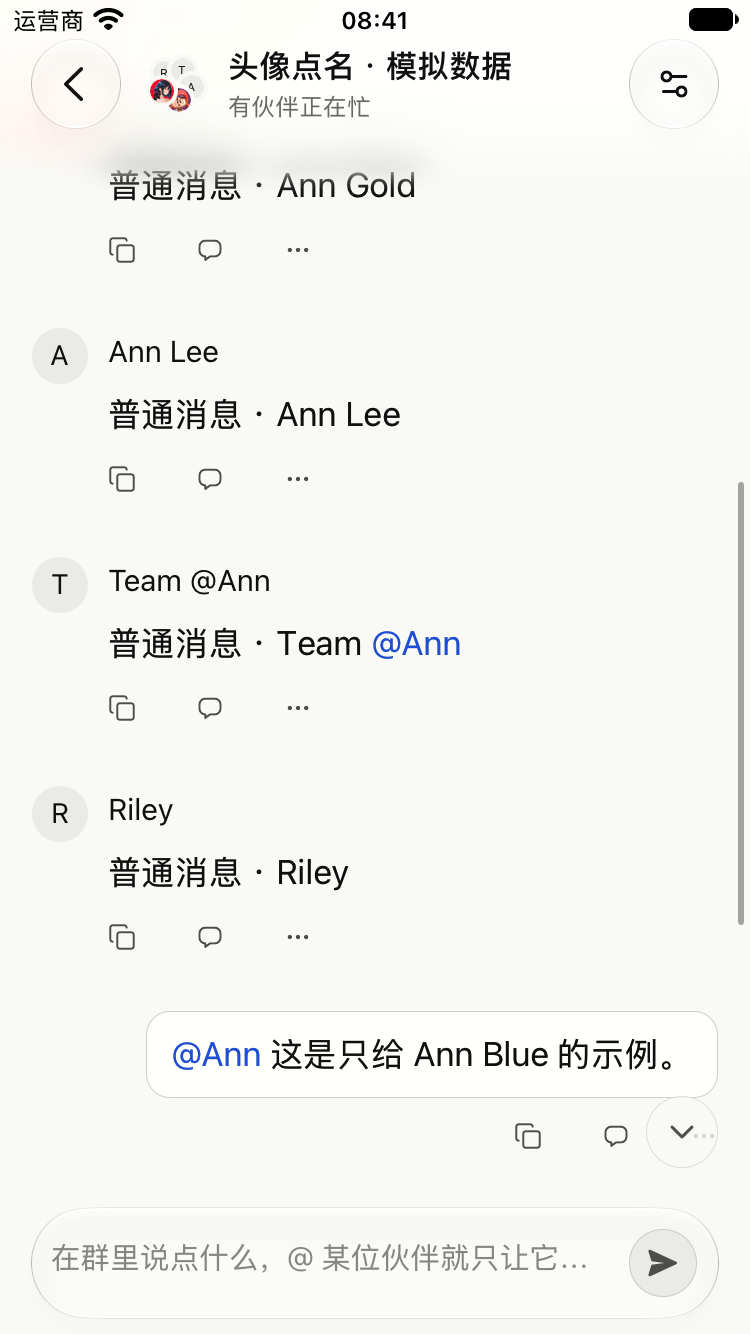 运营商
08:41
R
T
A
头像点名 · 模拟数据
有伙伴正在忙
普通消息 · Ann Gold
A
Ann Lee
普通消息 · Ann Lee
T
Team @Ann
普通消息 · Team @Ann
R
Riley
普通消息 · Riley
@Ann 这是只给 Ann Blue 的示例。
在群里说点什么，@ 某位伙伴就只让它…